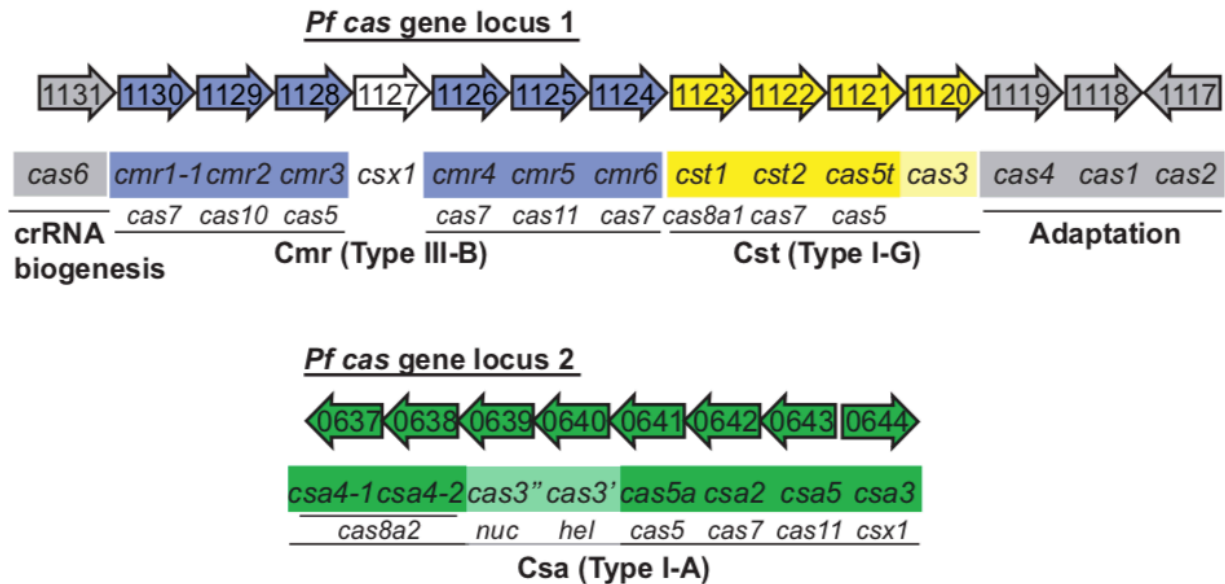 Pf cas gene locus 1
1131 1130 1129 1128 1127 1126 1125 1124 1123 1122 1121 1120 1119 1118 1117
cas6 cmr1-1 cmr2 cmr3 csx1 cmr4 cmr5 cmr6 cst1 cst2 cas5t cas3 cas4 cas1 cas2
cas7 cas10 cas5 cas7 cas11 cas7 cas8a1 cas7 cas5
crRNA
biogenesis
Cmr (Type III-B)
Cst (Type I-G)
Adaptation
Pf cas gene locus 2
0637 0638 0639 0640 0641 0642 0643 0644
csa4-1 csa4-2 cas3" cas3' cas5a csa2 csa5 csa3
cas8a2 nuc hel cas5 cas7 cas11 csx1
Csa (Type I-A)